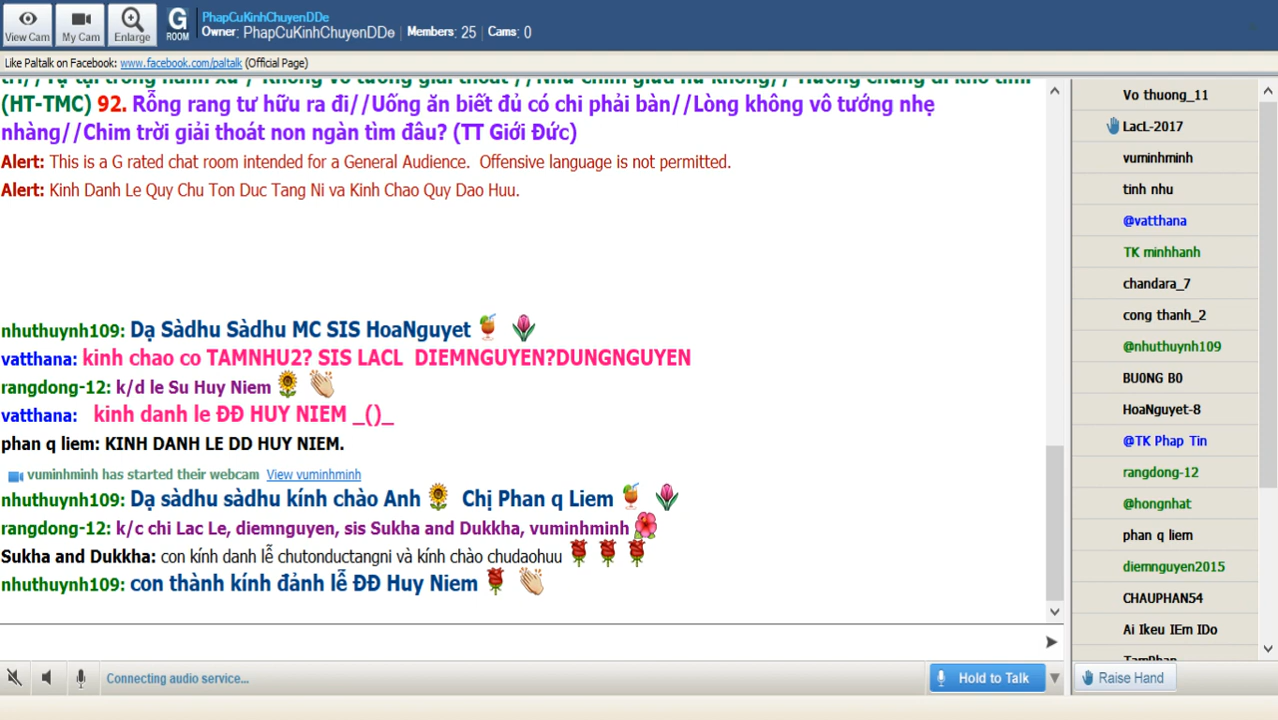 View Cam
My Cam
Enlarge
G
ROOM
PhapCuKinhChuyenDDe
Owner: PhapCuKinhChuyenDDe | Members: 25 | Cams: 0
Like Paltalk on Facebook: www.facebook.com/paltalk (Official Page)
(HT-TMC) 92. Rỗng rang tư hữu ra đi//Uống ăn biết đủ có chi phải bàn//Lòng không vô tướng nhẹ
nhàng//Chim trời giải thoát non ngàn tìm đâu? (TT Giới Đức)
Alert: This is a G rated chat room intended for a General Audience. Offensive language is not permitted.
Alert: Kinh Danh Le Quy Chu Ton Duc Tang Ni va Kinh Chao Quy Dao Huu.
nhuthuynh109: Dạ Sàdhu Sàdhu MC SIS HoaNguyet
vatthana: kinh chao co TAMNHU2? SIS LACL DIEMNGUYEN?DUNGNGUYEN
rangdong-12: k/d le Su Huy Niem
vatthana: kinh danh le ĐĐ HUY NIEM _()_
phan q liem: KINH DANH LE DD HUY NIEM.
vuminhminh has started their webcam View vuminhminh
nhuthuynh109: Dạ sàdhu sàdhu kính chào Anh Chị Phan q Liem
rangdong-12: k/c chi Lac Le, diemnguyen, sis Sukha and Dukkha, vuminhminh
Sukha and Dukkha: con kính danh lễ chutonductangni và kính chào chudaohuu
nhuthuynh109: con thành kính đảnh lễ ĐĐ Huy Niem
Connecting audio service...
Hold to Talk
Vo thuong_11
LacL-2017
vuminhminh
tinh nhu
@vatthana
TK minhhanh
chandara_7
cong thanh_2
@nhuthuynh109
BU0NG B0
HoaNguyet-8
@TK Phap Tin
rangdong-12
@hongnhat
phan q liem
diemnguyen2015
CHAUPHAN54
Ai Ikeu IEm IDo
TamPhan
Raise Hand